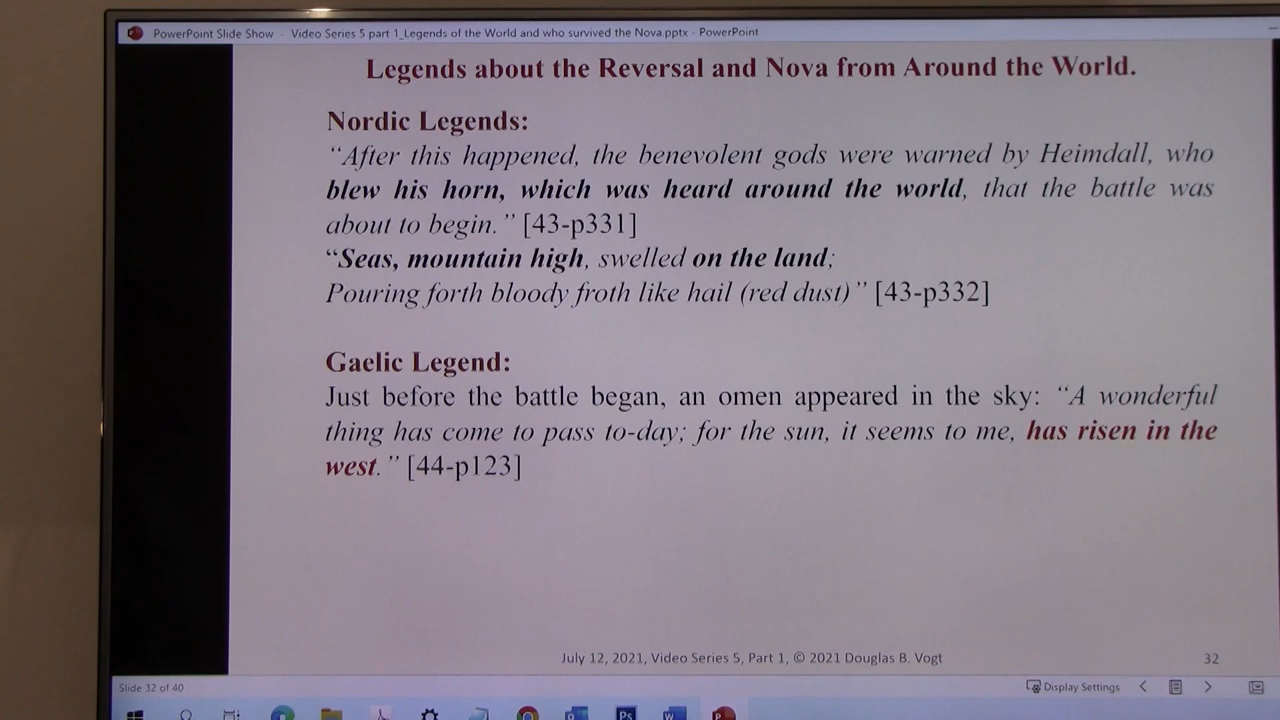 PowerPoint Slide Show - Video Series 5 part 1_Legends of the World and who survived the Nova.pptx - PowerPoint
Legends about the Reversal and Nova from Around the World.
Nordic Legends:
“After this happened, the benevolent gods were warned by Heimdall, who
blew his horn, which was heard around the world, that the battle was
about to begin.” [43-p331]
“Seas, mountain high, swelled on the land;
Pouring forth bloody froth like hail (red dust)” [43-p332]
Gaelic Legend:
Just before the battle began, an omen appeared in the sky: “A wonderful
thing has come to pass to-day; for the sun, it seems to me, has risen in the
west.” [44-p123]
July 12, 2021, Video Series 5, Part 1, © 2021 Douglas B. Vogt
32
Slide 32 of 40
Display Settings